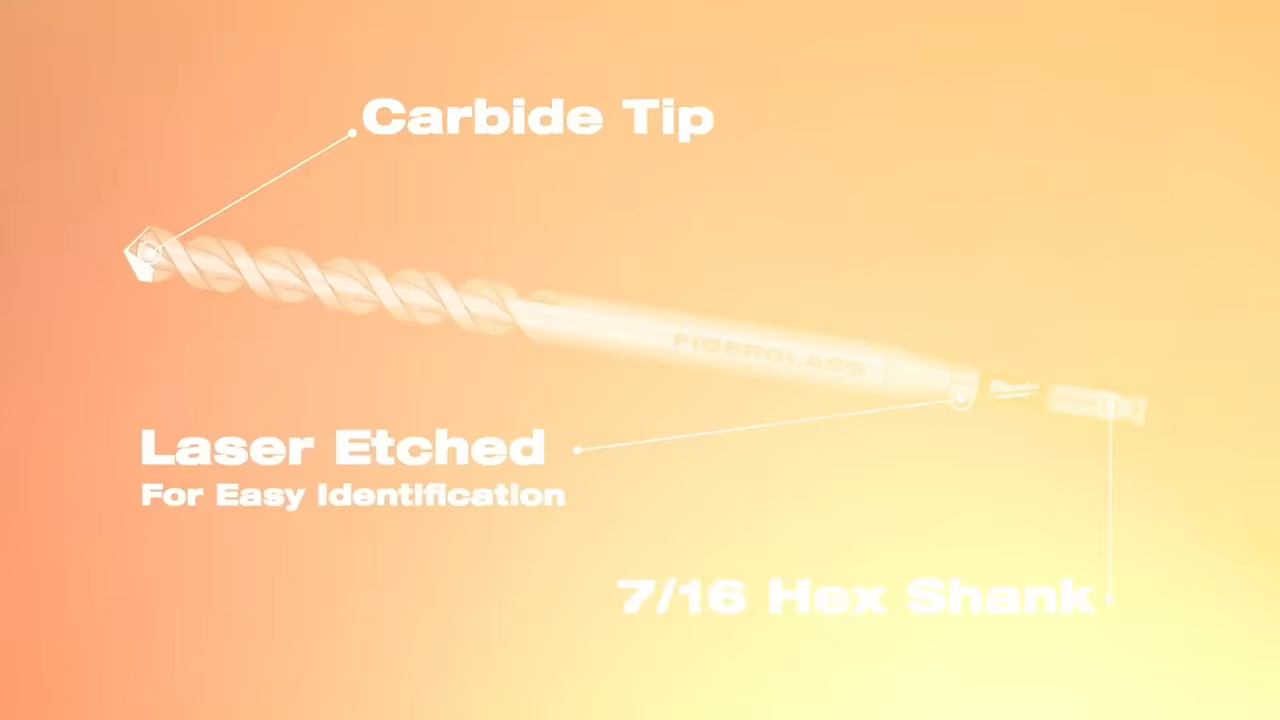 Carbide Tip
FIBERGLASS
Laser Etched
For Easy Identification
7/16 Hex Shank